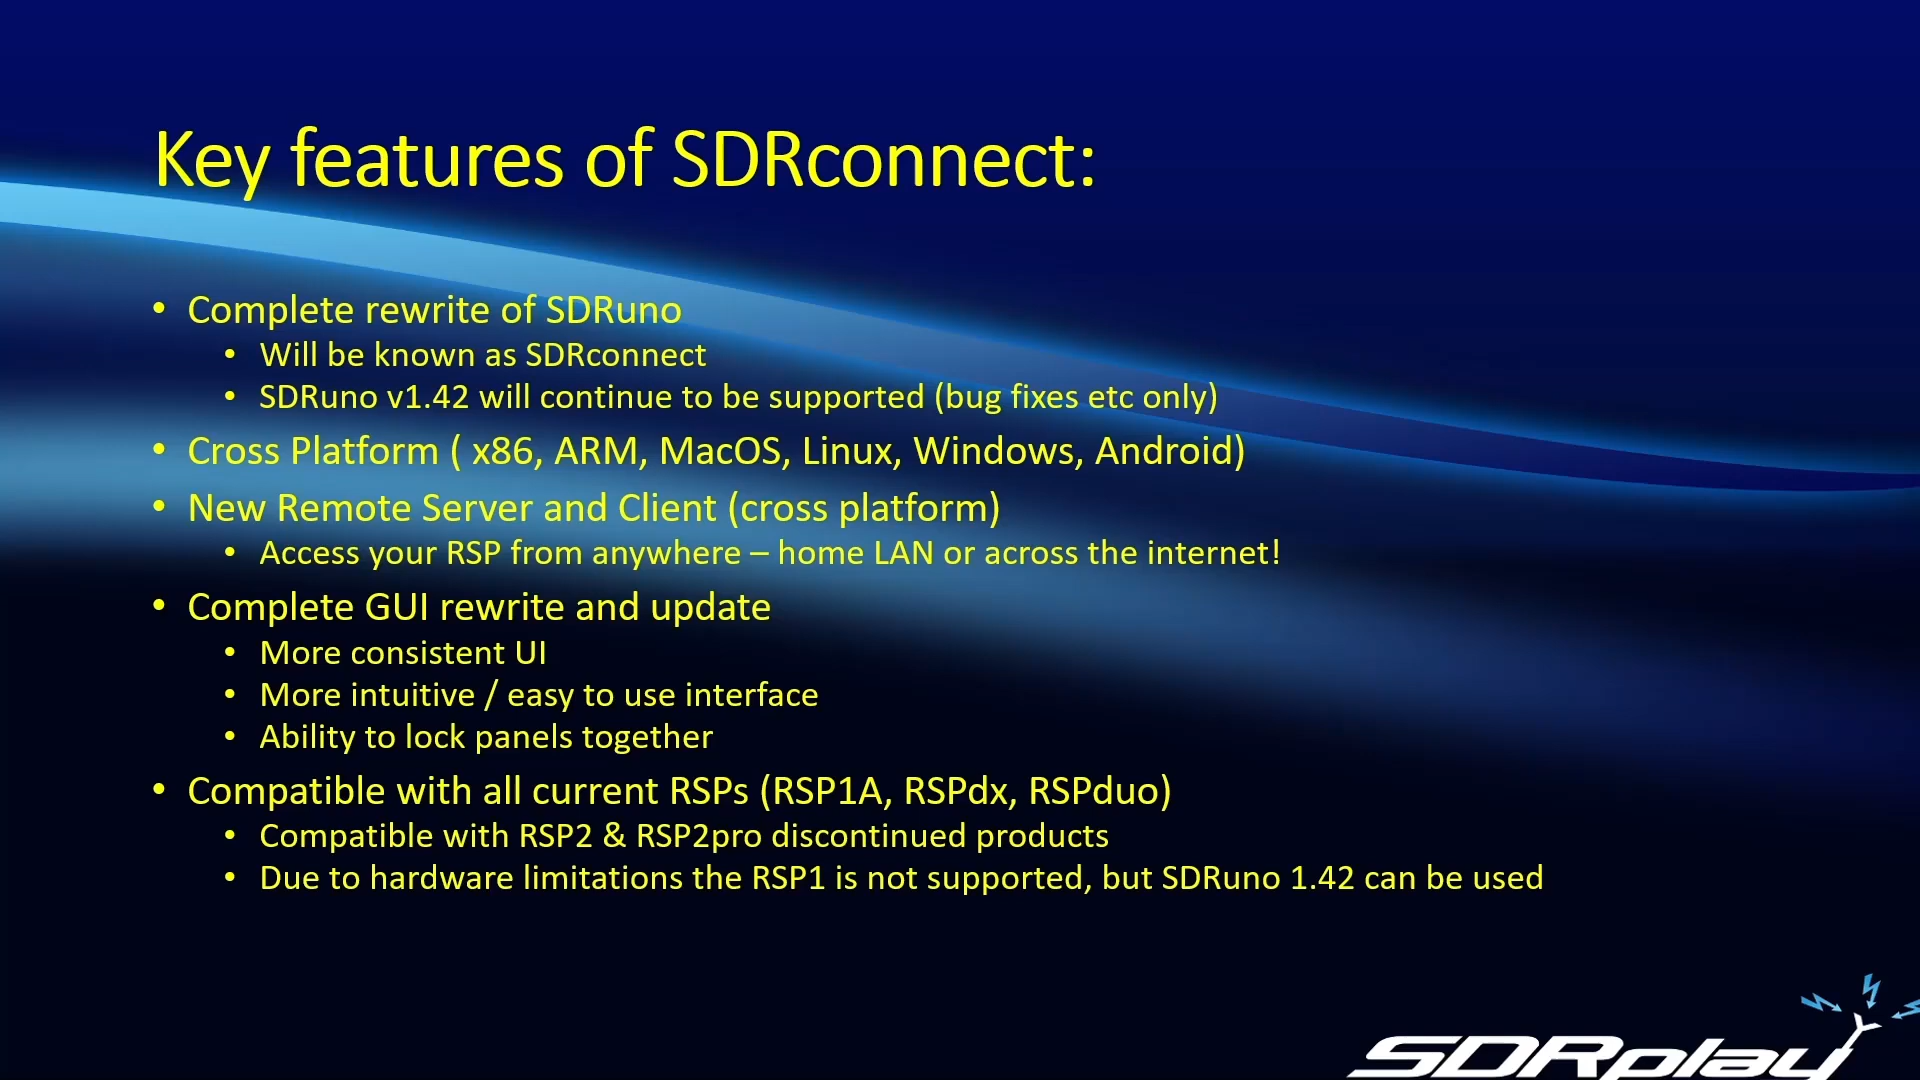 Key features of SDRconnect:
• Complete rewrite of SDRuno
• Will be known as SDRconnect
• SDRuno v1.42 will continue to be supported (bug fixes etc only)
• Cross Platform ( x86, ARM, MacOS, Linux, Windows, Android)
• New Remote Server and Client (cross platform)
• Access your RSP from anywhere – home LAN or across the internet!
• Complete GUI rewrite and update
• More consistent UI
• More intuitive / easy to use interface
• Ability to lock panels together
• Compatible with all current RSPs (RSP1A, RSPdx, RSPduo)
• Compatible with RSP2 & RSP2pro discontinued products
• Due to hardware limitations the RSP1 is not supported, but SDRuno 1.42 can be used
SDRplay